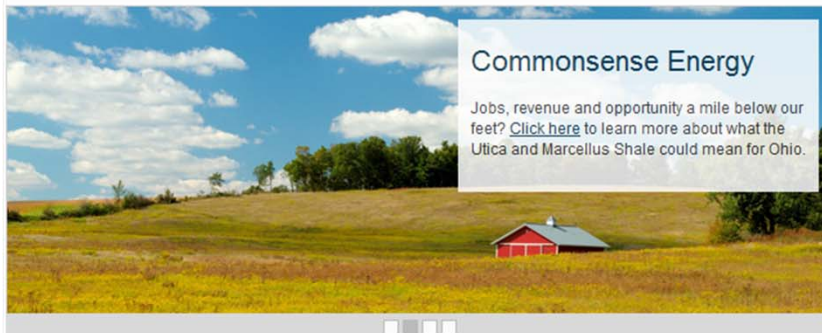 Commonsense Energy
Jobs, revenue and opportunity a mile below our
feet? Click here to learn more about what the
Utica and Marcellus Shale could mean for Ohio.